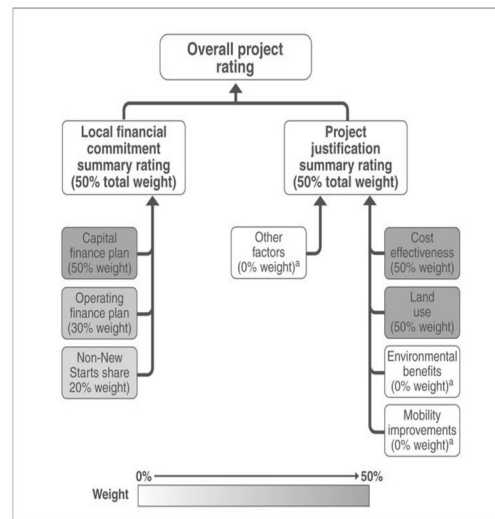 Overall project
rating
Local financial
commitment
summary rating
(50% total weight)
Project
justification
summary rating
(50% total weight)
Capital
finance plan
(50% weight)
Operating
finance plan
(30% weight)
Non-New
Starts share
20% weight)
Other
factors
(0% weight)ᵃ
Cost
effectiveness
(50% weight)
Land
use
(50% weight)
Environmental
benefits
(0% weight)ᵃ
Mobility
improvements
(0% weight)ᵃ
0% 50%
Weight